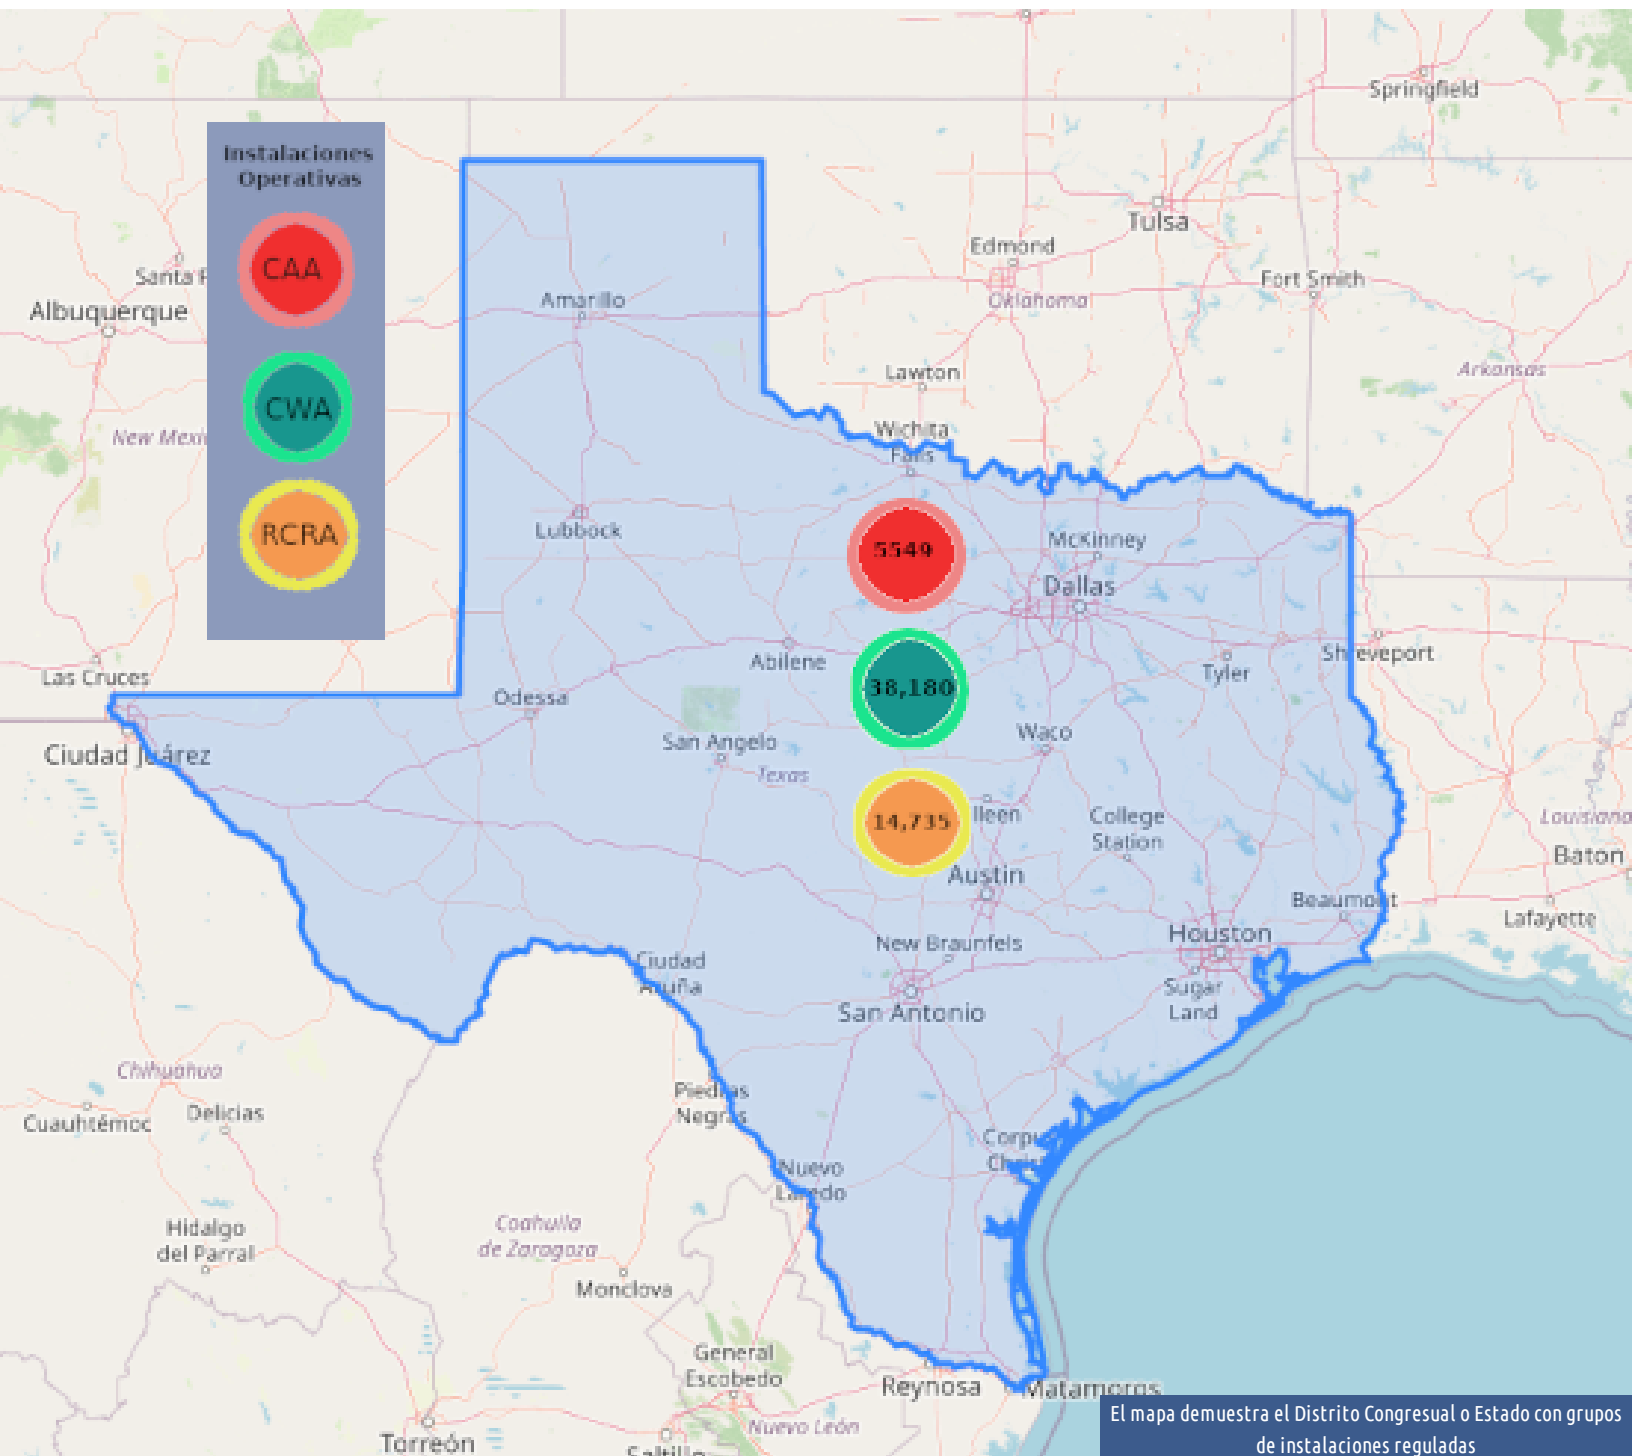 Springfield
Instalaciones
Operativas
Tulsa
Edmond
CAA
Santa F
Fort Smith
Albuquerque
Amarillo
Oklahoma
Lawton
Arkansas
CWA
Wichita
Falls
New Mexi
Lubbock
RCRA
McKinney
5549
Dallas
Abilene
Shreveport
Las Cruces
Tyler
38,180
Odessa
Waco
San Angelo
Ciudad Juárez
Texas
lleen
College
Station
14,735
Louisiana
Baton
Austin
Beaumont
Lafayette
Houston
New Braunfels
Ciudad
Acuña
Sugar
Land
San Antonio
Chihuahua
Piedras
Negras
Delicias
Cuauhtémoc
Corpus
Christi
Nuevo
Laredo
Hidalgo
del Parral
Coahuila
de Zaragoza
Monclova
General
Escobedo
Reynosa
Matamoros
Nuevo León
Torreón
Saltillo
El mapa demuestra el Distrito Congresual o Estado con grupos
de instalaciones reguladas